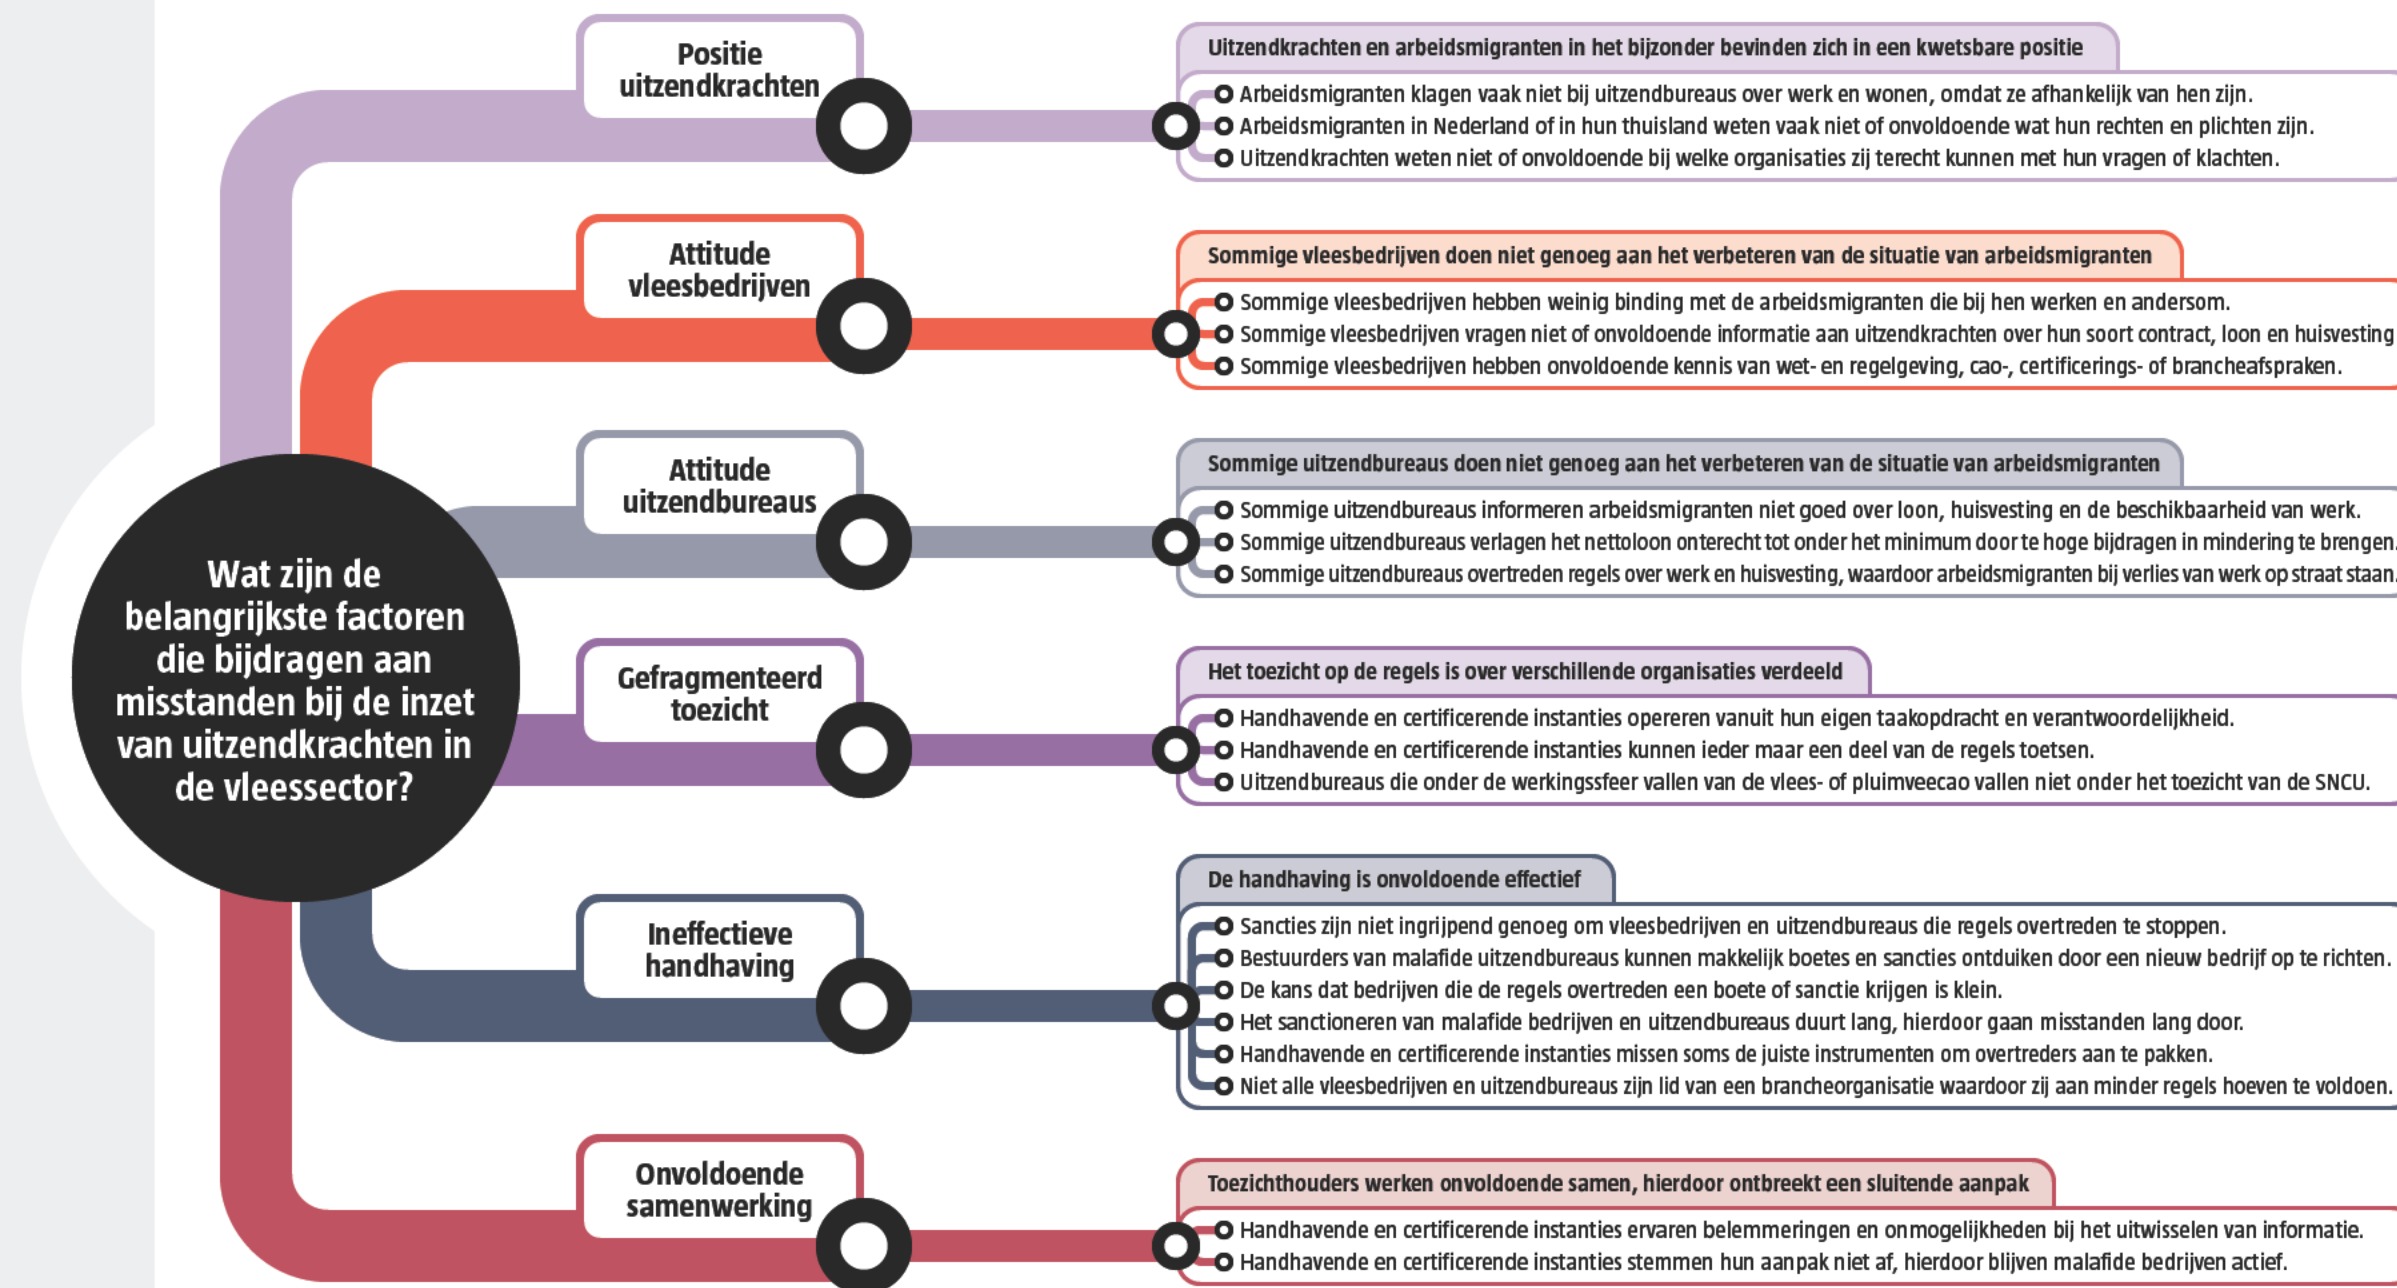 Wat zijn de
belangrijkste factoren
die bijdragen aan
misstanden bij de inzet
van uitzendkrachten in
de vleessector?
Positie
uitzendkrachten
Uitzendkrachten en arbeidsmigranten in het bijzonder bevinden zich in een kwetsbare positie
Arbeidsmigranten klagen vaak niet bij uitzendbureaus over werk en wonen, omdat ze afhankelijk van hen zijn.
Arbeidsmigranten in Nederland of in hun thuisland weten vaak niet of onvoldoende wat hun rechten en plichten zijn.
Uitzendkrachten weten niet of onvoldoende bij welke organisaties zij terecht kunnen met hun vragen of klachten.
Attitude
vleesbedrijven
Sommige vleesbedrijven doen niet genoeg aan het verbeteren van de situatie van arbeidsmigranten
Sommige vleesbedrijven hebben weinig binding met de arbeidsmigranten die bij hen werken en andersom.
Sommige vleesbedrijven vragen niet of onvoldoende informatie aan uitzendkrachten over hun soort contract, loon en huisvesting
Sommige vleesbedrijven hebben onvoldoende kennis van wet- en regelgeving, cao-, certificerings- of brancheafspraken.
Attitude
uitzendbureaus
Sommige uitzendbureaus doen niet genoeg aan het verbeteren van de situatie van arbeidsmigranten
Sommige uitzendbureaus informeren arbeidsmigranten niet goed over loon, huisvesting en de beschikbaarheid van werk.
Sommige uitzendbureaus verlagen het nettoloon onterecht tot onder het minimum door te hoge bijdragen in mindering te brengen.
Sommige uitzendbureaus overtreden regels over werk en huisvesting, waardoor arbeidsmigranten bij verlies van werk op straat staan.
Gefragmenteerd
toezicht
Het toezicht op de regels is over verschillende organisaties verdeeld
Handhavende en certificerende instanties opereren vanuit hun eigen taakopdracht en verantwoordelijkheid.
Handhavende en certificerende instanties kunnen ieder maar een deel van de regels toetsen.
Uitzendbureaus die onder de werkingssfeer vallen van de vlees- of pluimveecao vallen niet onder het toezicht van de SNCU.
Ineffectieve
handhaving
De handhaving is onvoldoende effectief
Sancties zijn niet ingrijpend genoeg om vleesbedrijven en uitzendbureaus die regels overtreden te stoppen.
Bestuurders van malafide uitzendbureaus kunnen makkelijk boetes en sancties ontduiken door een nieuw bedrijf op te richten.
De kans dat bedrijven die de regels overtreden een boete of sanctie krijgen is klein.
Het sanctioneren van malafide bedrijven en uitzendbureaus duurt lang, hierdoor gaan misstanden lang door.
Handhavende en certificerende instanties missen soms de juiste instrumenten om overtreders aan te pakken.
Niet alle vleesbedrijven en uitzendbureaus zijn lid van een brancheorganisatie waardoor zij aan minder regels hoeven te voldoen.
Onvoldoende
samenwerking
Toezichthouders werken onvoldoende samen, hierdoor ontbreekt een sluitende aanpak
Handhavende en certificerende instanties ervaren belemmeringen en onmogelijkheden bij het uitwisselen van informatie.
Handhavende en certificerende instanties stemmen hun aanpak niet af, hierdoor blijven malafide bedrijven actief.